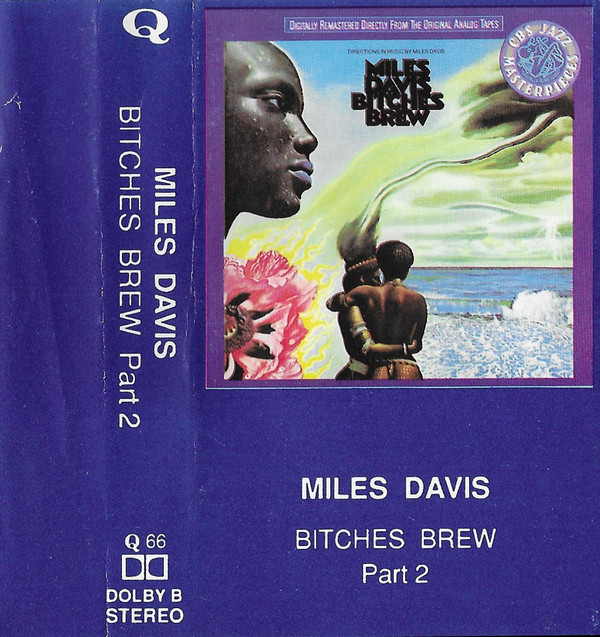 Q
MILES DAVIS
BITCHES BREW Part 2
Q 66
DOLBY B
STEREO
DIGITALLY REMASTERED DIRECTLY FROM THE ORIGINAL ANALOG TAPES
CBS JAZZ
MASTERPIECES
DIRECTIONS IN MUSIC BY MILES DAVIS
MILES
DAVIS
BITCHES
BREW
MILES DAVIS
BITCHES BREW
Part 2